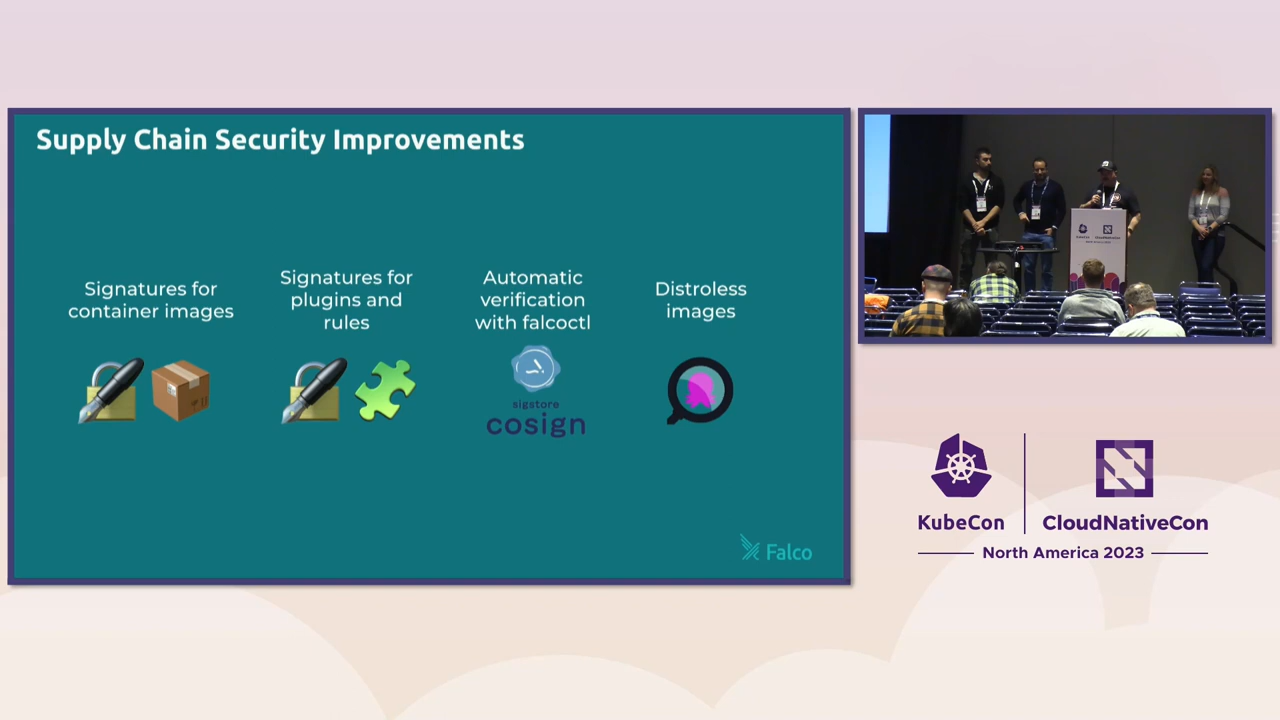 Supply Chain Security Improvements
Signatures for
container images
Signatures for
plugins and
rules
Automatic
verification
with falcoctl
Distroless
images
sigstore
cosign
Falco
KubeCon
CloudNativeCon
North America 2023